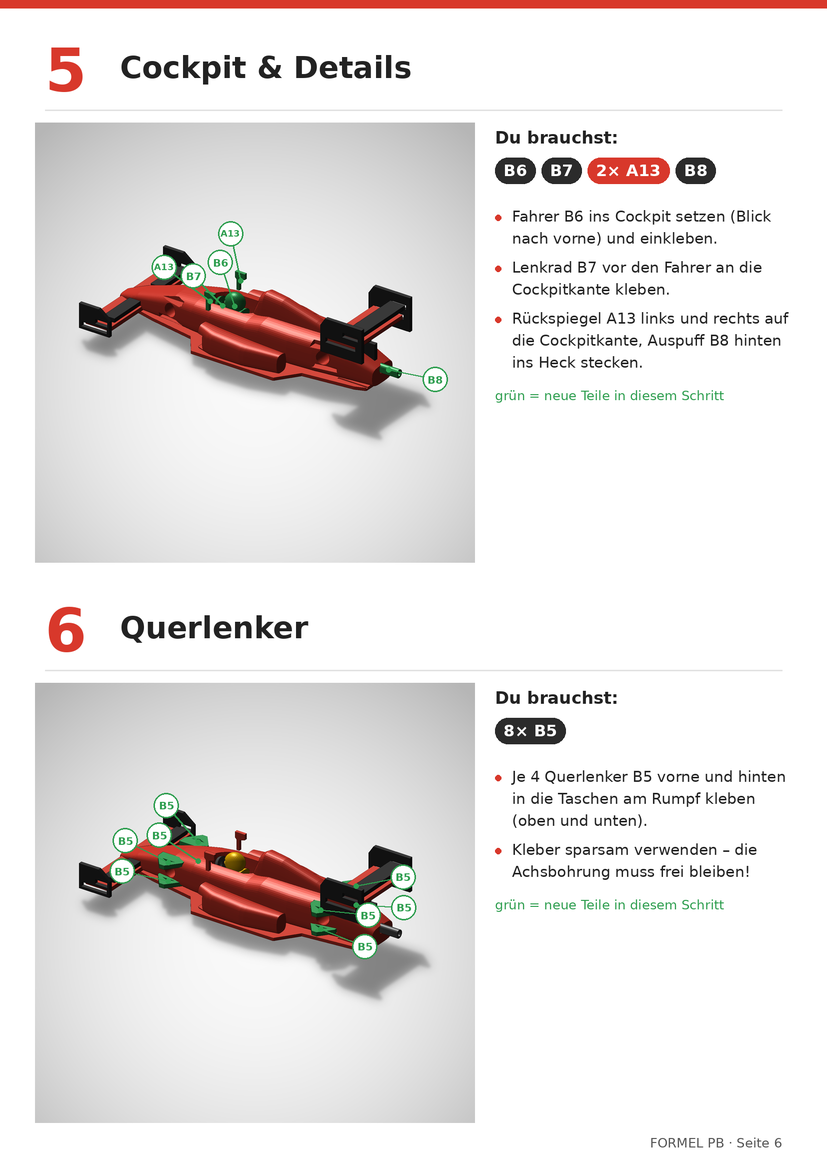 5 Cockpit & Details
Du brauchst:
B6 B7 2× A13 B8
A13
A13 B7 B6
B8
• Fahrer B6 ins Cockpit setzen (Blick
nach vorne) und einkleben.
• Lenkrad B7 vor den Fahrer an die
Cockpitkante kleben.
• Rückspiegel A13 links und rechts auf
die Cockpitkante, Auspuff B8 hinten
ins Heck stecken.
grün = neue Teile in diesem Schritt
6 Querlenker
Du brauchst:
8× B5
B5
B5 B5
B5
B5
B5 B5
B5
• Je 4 Querlenker B5 vorne und hinten
in die Taschen am Rumpf kleben
(oben und unten).
• Kleber sparsam verwenden – die
Achsbohrung muss frei bleiben!
grün = neue Teile in diesem Schritt
FORMEL PB · Seite 6